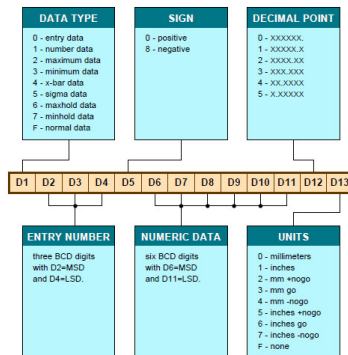 DATA TYPE
0 - entry data
1 - number data
2 - maximum data
3 - minimum data
4 - x-bar data
5 - sigma data
6 - maxhold data
7 - minhold data
F - normal data
SIGN
0 - positive
8 - negative
DECIMAL POINT
0 - XXXXXX.
1 - XXXXX.X
2 - XXXX.XX
3 - XXX.XXX
4 - XX.XXXX
5 - X.XXXXX
D1 D2 D3 D4 D5 D6 D7 D8 D9 D10 D11 D12 D13
ENTRY NUMBER
three BCD digits
with D2=MSD
and D4=LSD.
NUMERIC DATA
six BCD digits
with D6=MSD
and D11=LSD.
UNITS
0 - millimeters
1 - inches
2 - mm +nogo
3 - mm go
4 - mm -nogo
5 - inches +nogo
6 - inches go
7 - inches -nogo
F - none